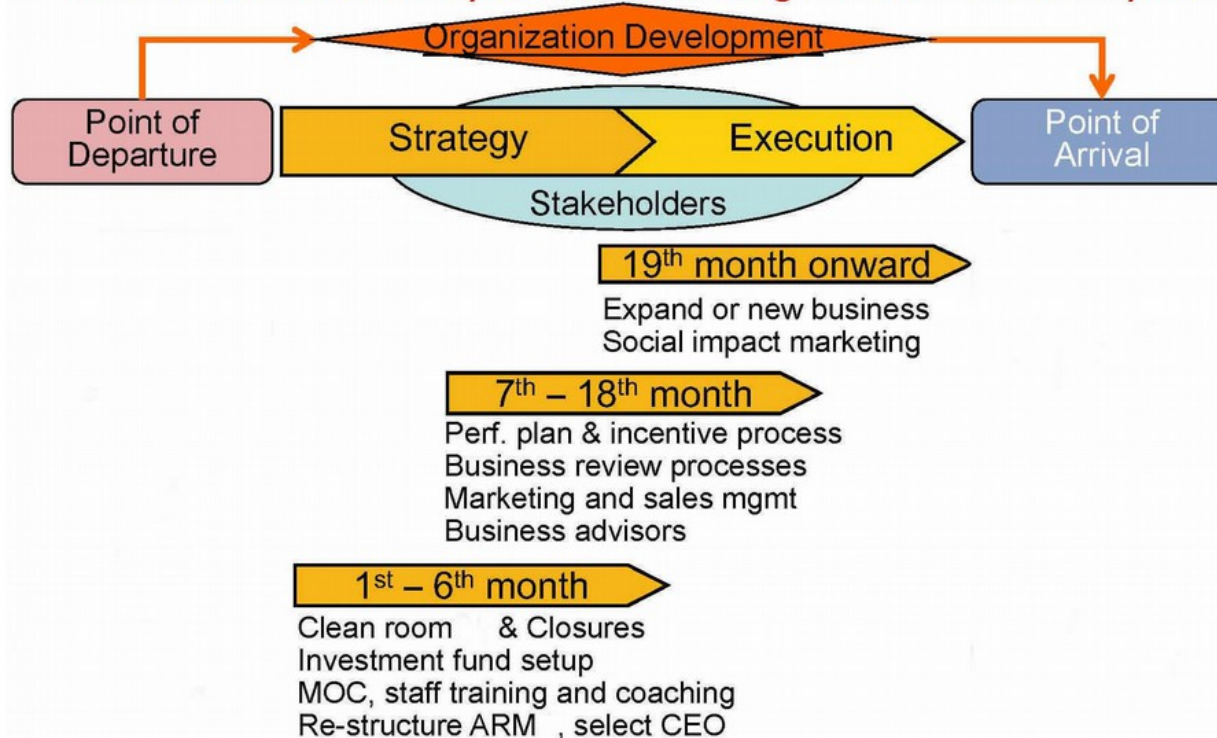 Organization Development
Point of
Departure
Strategy
Execution
Point of
Arrival
Stakeholders
19th month onward
Expand or new business
Social impact marketing
7th – 18th month
Perf. plan & incentive process
Business review processes
Marketing and sales mgmt
Business advisors
1st – 6th month
Clean room & Closures
Investment fund setup
MOC, staff training and coaching
Re-structure ARM , select CEO